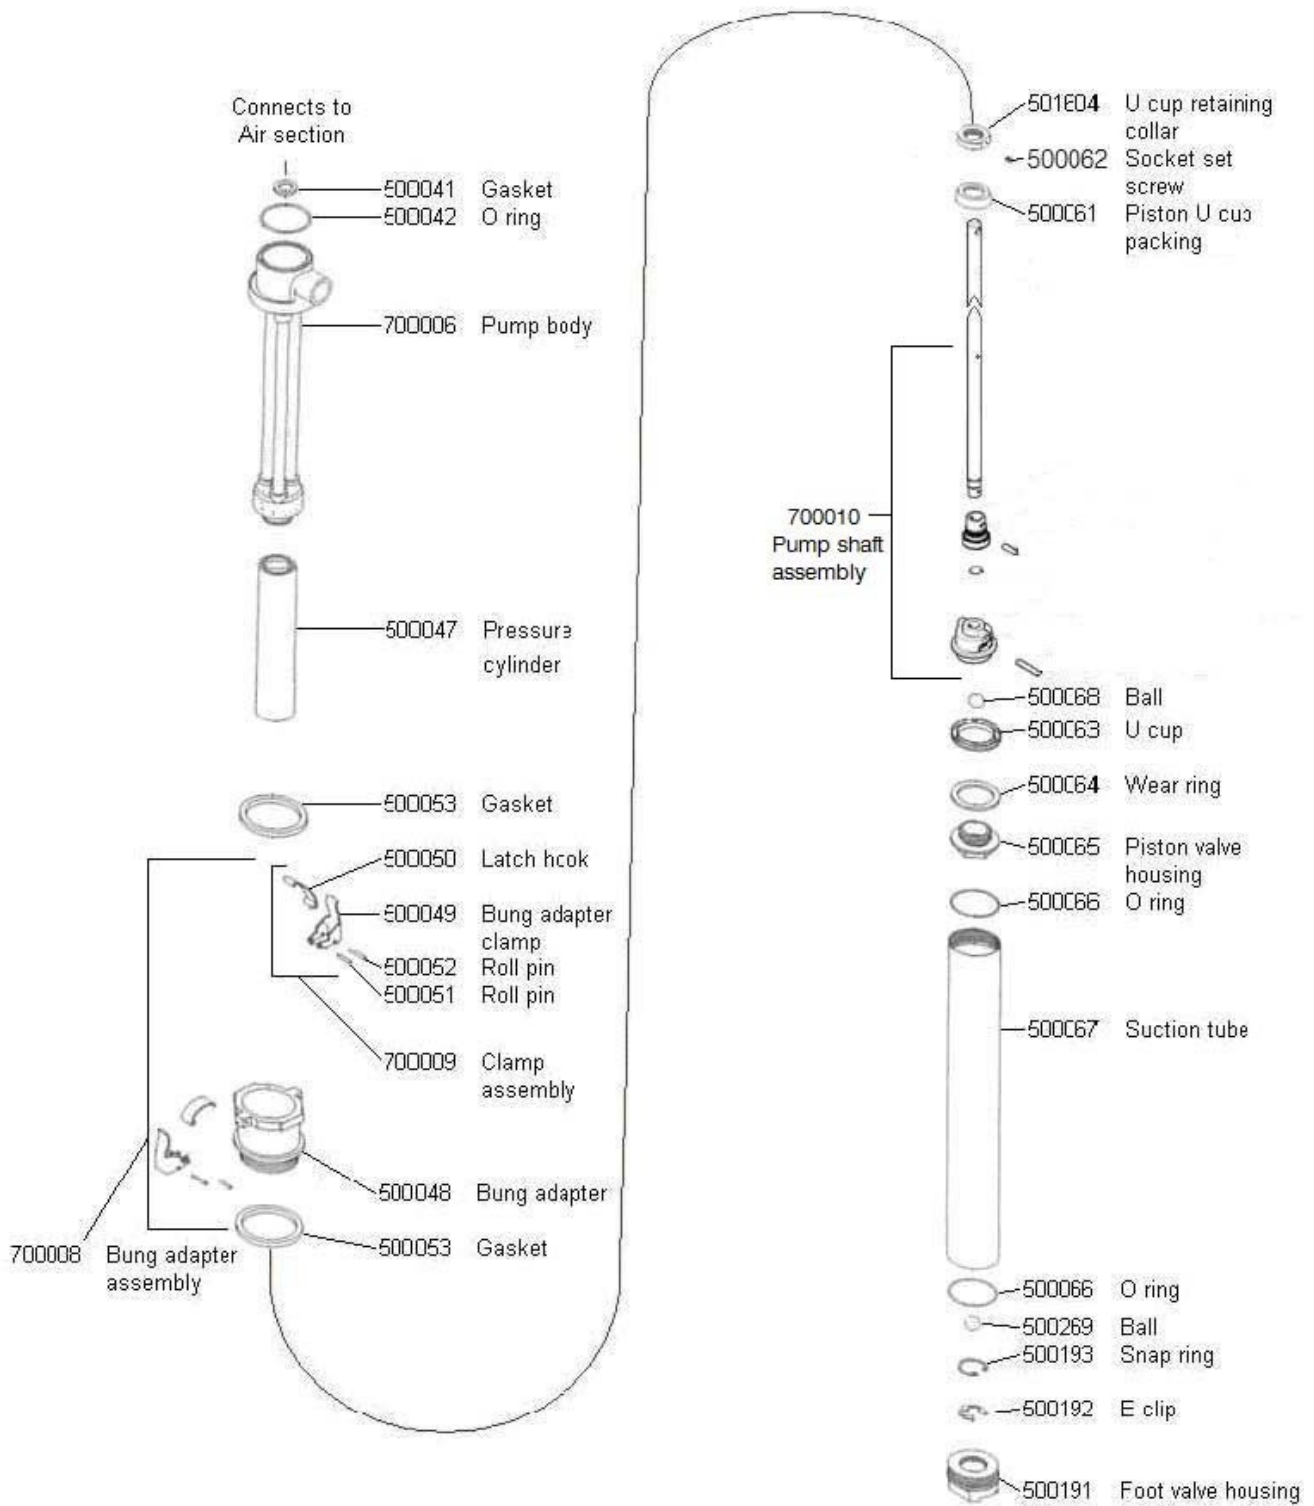 Connects to
Air section
500041 Gasket
500042 O ring
700006 Pump body
500047 Pressure
cylinder
500053 Gasket
500050 Latch hook
500049 Bung adapter
clamp
500052 Roll pin
500051 Roll pin
700009 Clamp
assembly
500048 Bung adapter
500053 Gasket
700008 Bung adapter
assembly
U cup retaining
collar
500062 Socket set
screw
500061 Piston U cup
packing
700010
Pump shaft
assembly
500068 Ball
500063 U cup
500064 Wear ring
500065 Piston valve
housing
500066 O ring
500067 Suction tube
500066 O ring
500269 Ball
500193 Snap ring
500192 E clip
500191 Foot valve housing